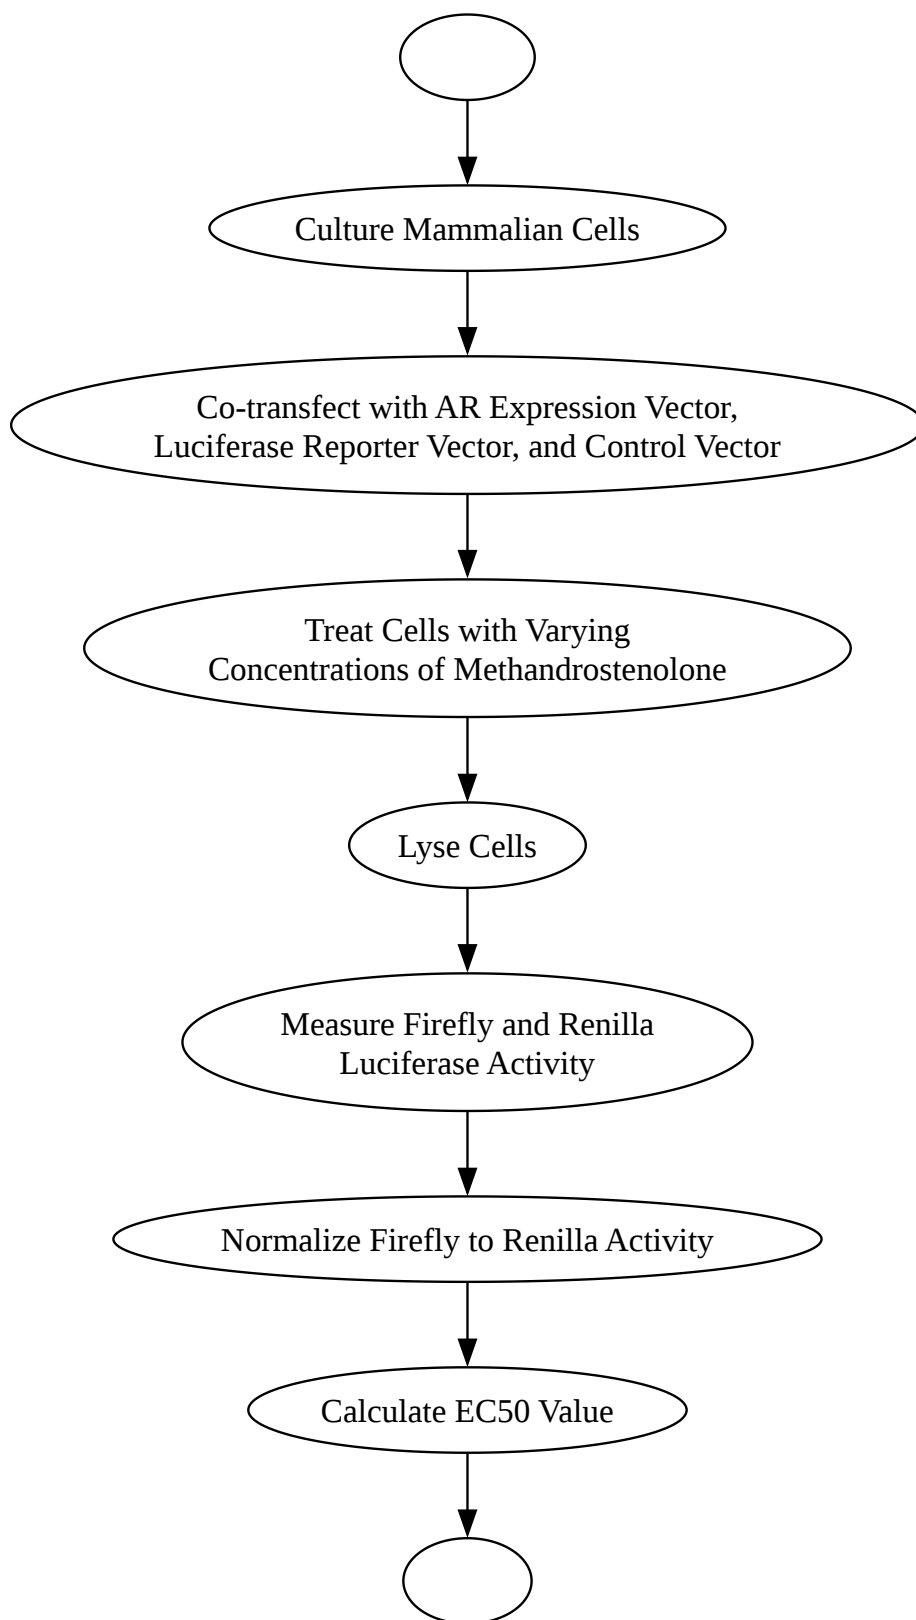 Culture Mammalian Cells
Co-transfect with AR Expression Vector,
Luciferase Reporter Vector, and Control Vector
Treat Cells with Varying
Concentrations of Methandrostenolone
Lyse Cells
Measure Firefly and Renilla
Luciferase Activity
Normalize Firefly to Renilla Activity
Calculate EC50 Value